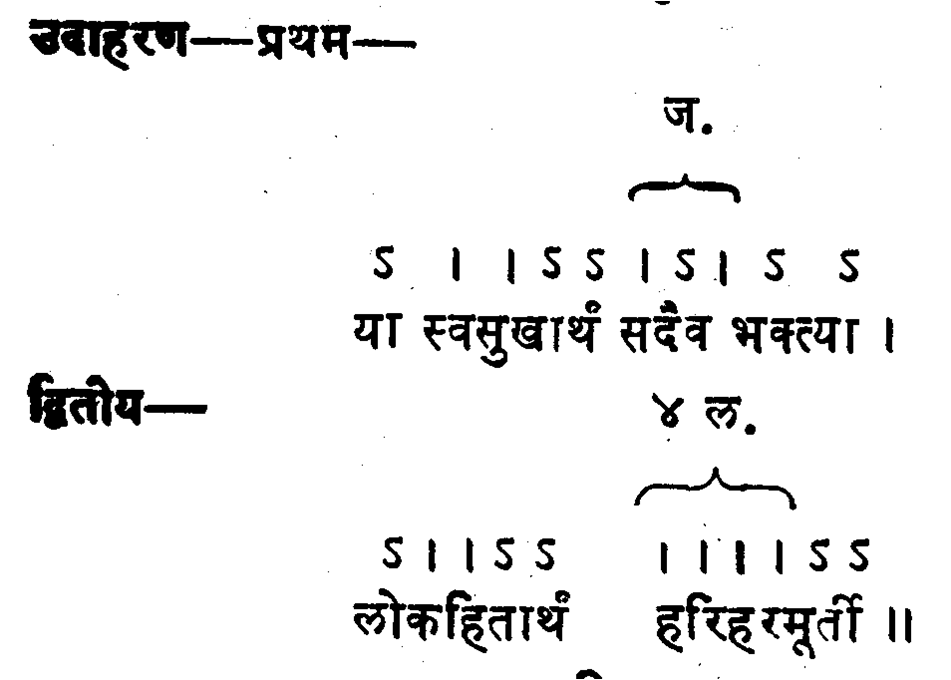 उदाहरण—प्रथम—
ज.
ऽ । । ऽ ऽ । ऽ । ऽ ऽ
या स्वसुखार्थं सदैव भक्त्या ।
द्वितीय—
४ ल.
ऽ । । ऽ ऽ । । । । ऽ ऽ
लोकहितार्थं हरिहरमूर्ती ॥